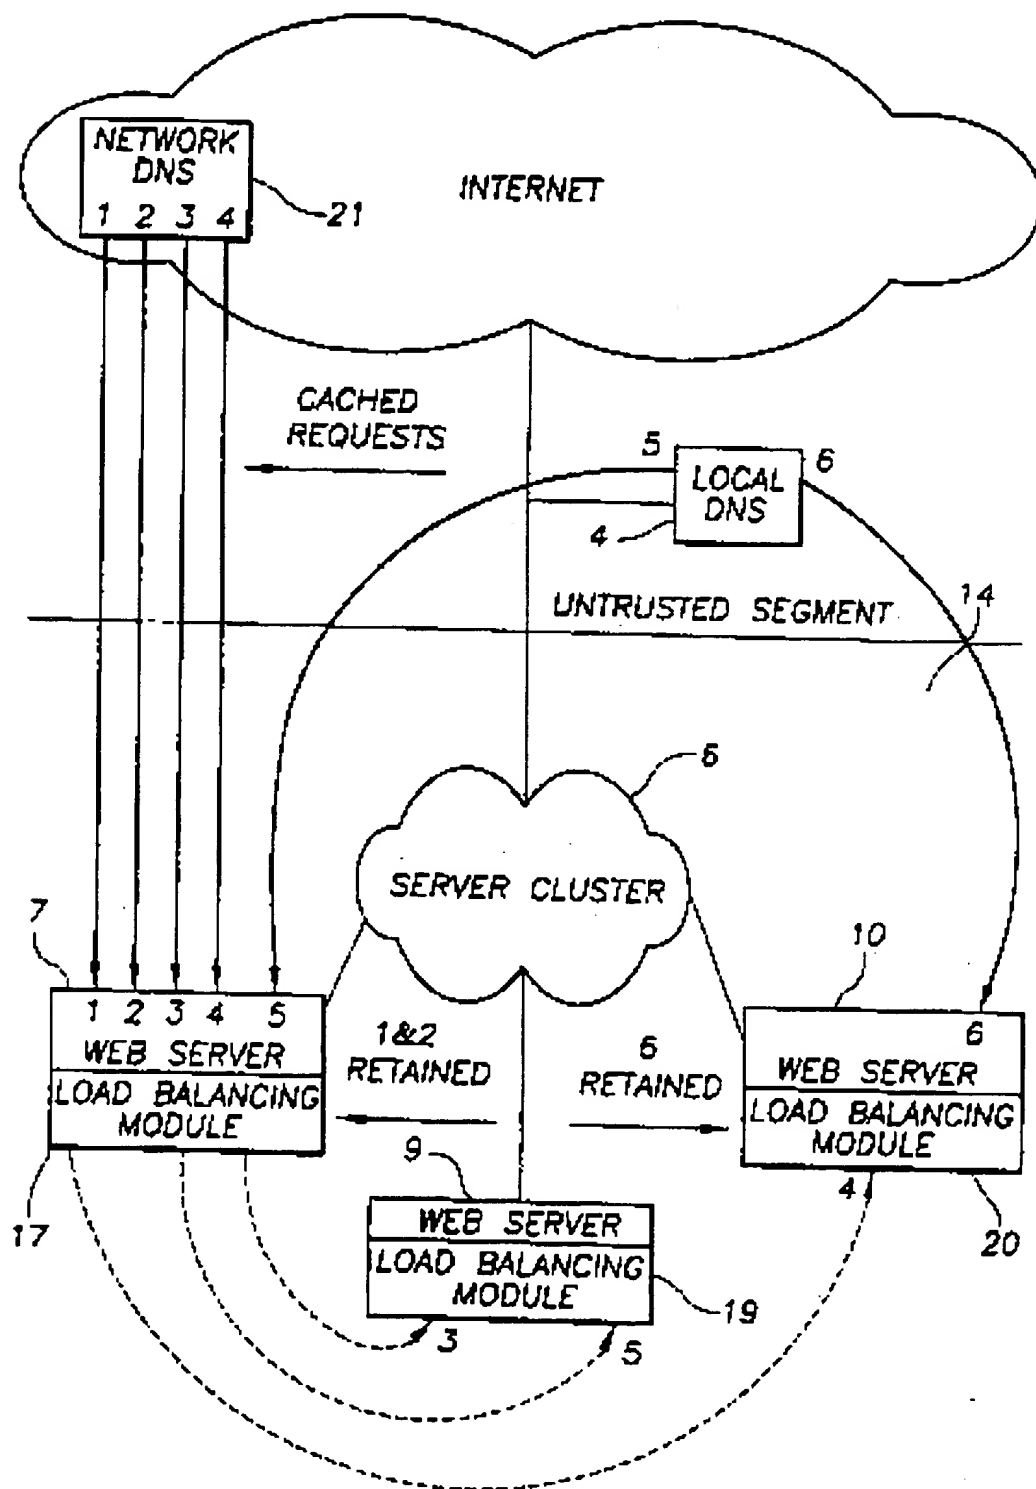 NETWORK
DNS
1 2 3 4
21
INTERNET
CACHED
REQUESTS
5
LOCAL
DNS
6
4
UNTRUSTED SEGMENT
14
6
SERVER CLUSTER
7
1 2 3 4 5
WEB SERVER
LOAD BALANCING
MODULE
17
1&2
RETAINED
6
RETAINED
10
6
WEB SERVER
LOAD BALANCING
MODULE
4
20
9
WEB SERVER
LOAD BALANCING
MODULE
19
3
5